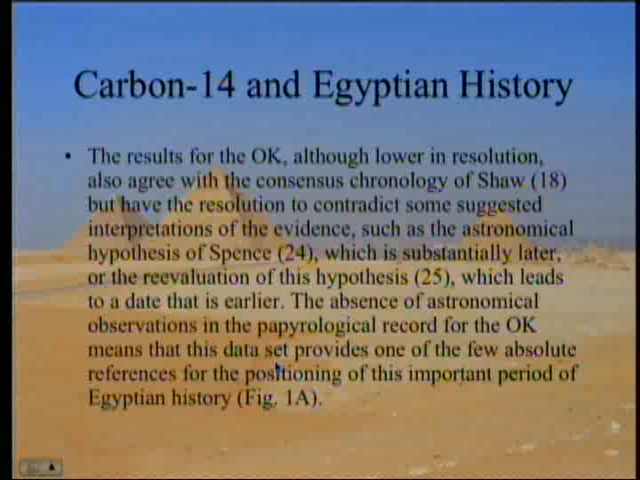 Carbon-14 and Egyptian History
• The results for the OK, although lower in resolution,
also agree with the consensus chronology of Shaw (18)
but have the resolution to contradict some suggested
interpretations of the evidence, such as the astronomical
hypothesis of Spence (24), which is substantially later,
or the reevaluation of this hypothesis (25), which leads
to a date that is earlier. The absence of astronomical
observations in the papyrological record for the OK
means that this data set provides one of the few absolute
references for the positioning of this important period of
Egyptian history (Fig. 1A).